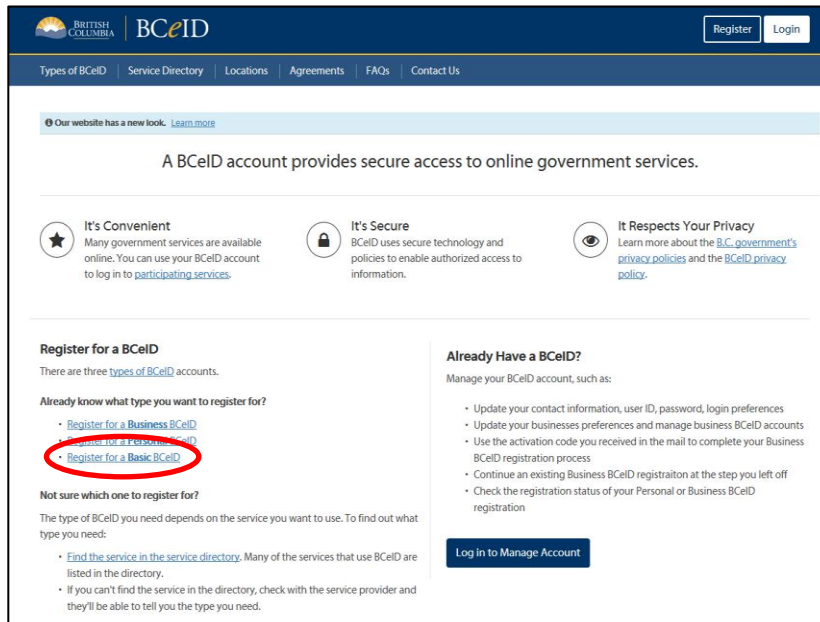 BRITISH
COLUMBIA
BCeID
Register
Login
Types of BCeID
Service Directory
Locations
Agreements
FAQs
Contact Us
Our website has a new look. Learn more
A BCeID account provides secure access to online government services.
It's Convenient
Many government services are available
online. You can use your BCeID account
to log in to participating services.
It's Secure
BCeID uses secure technology and
policies to enable authorized access to
information.
It Respects Your Privacy
Learn more about the B.C. government's
privacy policies and the BCeID privacy
policy.
Register for a BCeID
There are three types of BCeID accounts.
Already know what type you want to register for?
• Register for a Business BCeID
• Register for a Personal BCeID
• Register for a Basic BCeID
Not sure which one to register for?
The type of BCeID you need depends on the service you want to use. To find out what
type you need:
• Find the service in the service directory. Many of the services that use BCeID are
listed in the directory.
• If you can't find the service in the directory, check with the service provider and
they'll be able to tell you the type you need.
Already Have a BCeID?
Manage your BCeID account, such as:
• Update your contact information, user ID, password, login preferences
• Update your businesses preferences and manage business BCeID accounts
• Use the activation code you received in the mail to complete your Business
BCeID registration process
• Continue an existing Business BCeID registraiton at the step you left off
• Check the registration status of your Personal or Business BCeID
registration
Log in to Manage Account